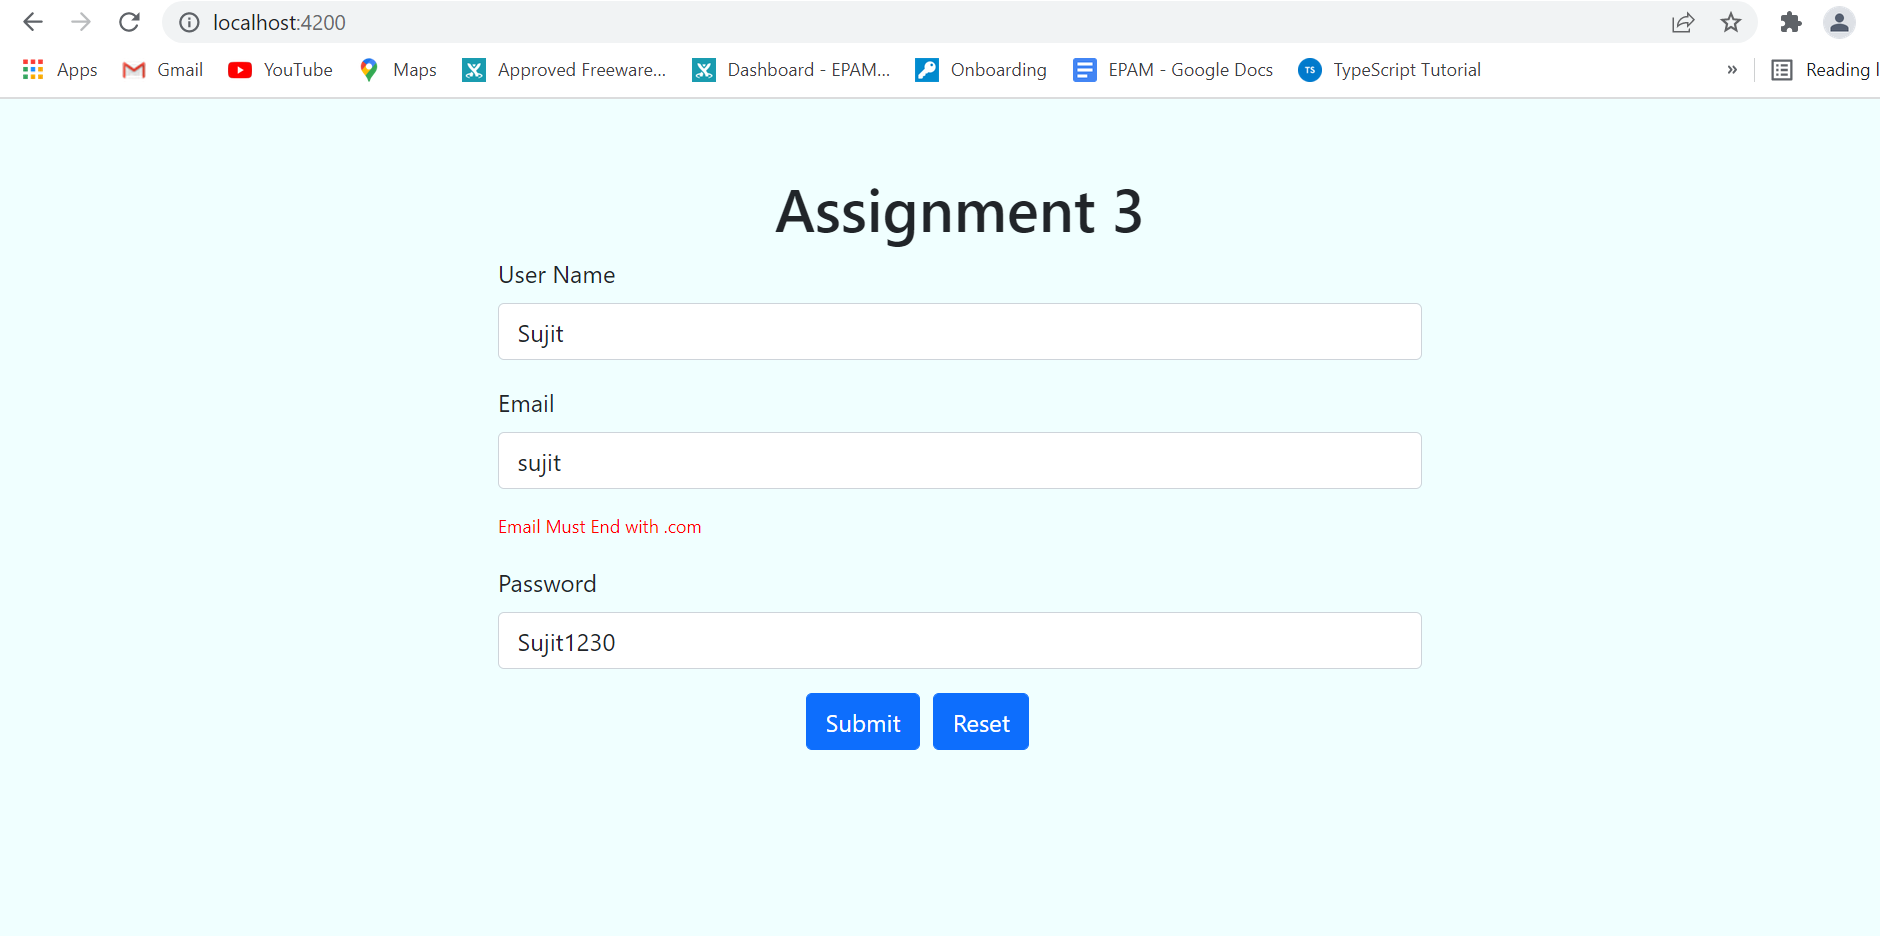 localhost:4200
Apps Gmail YouTube Maps Approved Freeware... Dashboard - EPAM... Onboarding EPAM - Google Docs TS TypeScript Tutorial » Reading l
Assignment 3
User Name
Sujit
Email
sujit
Email Must End with .com
Password
Sujit1230
Submit Reset